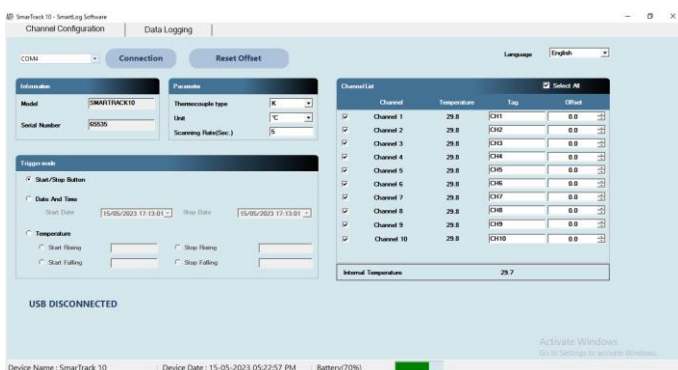 SmarTrack 10 - SmartLog Software
Channel Configuration Data Logging
COM4 Connection Reset Offset Language English
Information Parameter Channel List Select All
Model SMARTRACK10 Thermocouple type K Channel Temperature Tag Offset
Unit °C
Serial Number 65535 Scanning Rate(Sec.) 5
Channel 1 29.8 CH1 0.0
Channel 2 29.8 CH2 0.0
Channel 3 29.8 CH3 0.0
Channel 4 29.8 CH4 0.0
Channel 5 29.8 CH5 0.0
Channel 6 29.8 CH6 0.0
Channel 7 29.8 CH7 0.0
Channel 8 29.8 CH8 0.0
Channel 9 29.8 CH9 0.0
Channel 10 29.8 CH10 0.0
Internal Temperature 29.7
Trigger mode
Start/Stop Button
Date And Time
Start Date 15/05/2023 17:13:01 Stop Date 15/05/2023 17:13:01
Temperature
Start Rising Stop Rising
Start Falling Stop Falling
USB DISCONNECTED
Activate Windows
Go to Settings to activate Windows.
Device Name : SmarTrack 10 Device Date : 15-05-2023 05:22:57 PM Battery(70%)